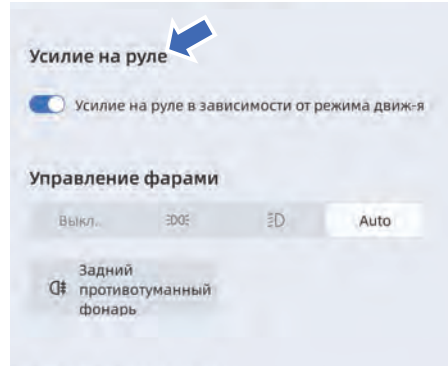 Усилие на руле
Усилие на руле в зависимости от режима движ-я
Управление фарами
Выкл.
Auto
Задний
противотуманный
фонарь